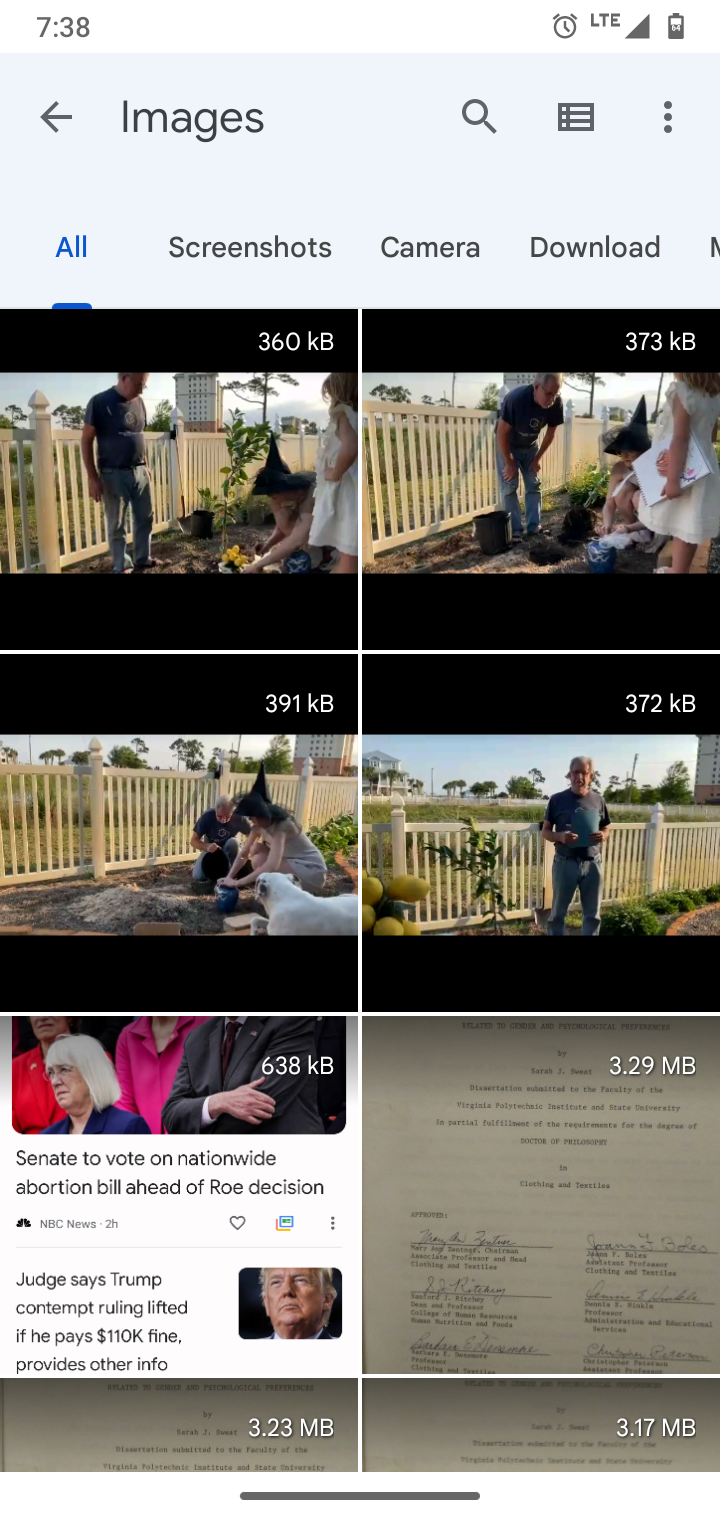 7:38
LTE
64
Images
All
Screenshots
Camera
Download
M
360 kB
373 kB
391 kB
372 kB
638 kB
Senate to vote on nationwide
abortion bill ahead of Roe decision
NBC News · 2h
Judge says Trump
contempt ruling lifted
if he pays $110K fine,
provides other info
3.29 MB
RELATED TO GENDER AND PSYCHOLOGICAL PREFERENCES
by
Sarah J. Sweat
Dissertation submitted to the Faculty of the
Virginia Polytechnic Institute and State University
in partial fulfillment of the requirements for the degree of
DOCTOR OF PHILOSOPHY
in
Clothing and Textiles
APPROVED:
Mary Ann Zentner, Chairman
Associate Professor and Head
Clothing and Textiles
Joann F. Boles
Assistant Professor
Clothing and Textiles
Sanford J. Ritchey
Dean and Professor
College of Human Resources
Human Nutrition and Foods
Dennis E. Hinkle
Professor
Administration and Educational
Services
Barbara E. Densmore
Professor
Clothing and Textiles
Christopher Peterson
Assistant Professor
3.23 MB
RELATED TO GENDER AND PSYCHOLOGICAL PREFERENCES
by
Sarah J. Sweat
Dissertation submitted to the Faculty of the
Virginia Polytechnic Institute and State University
3.17 MB
by
Sarah J. Sweat
Dissertation submitted to the Faculty of the
Virginia Polytechnic Institute and State University